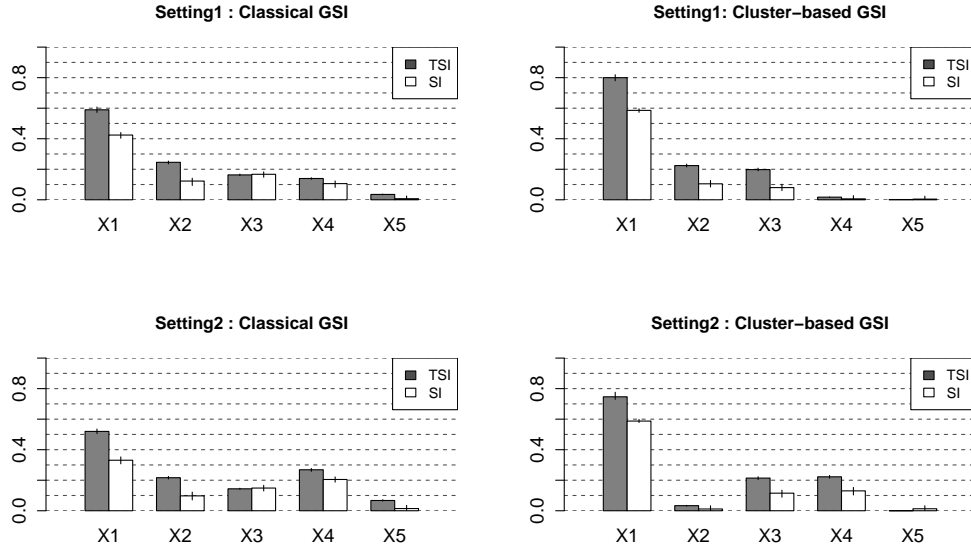 Setting1 : Classical GSI
0.8
0.4
0.0
TSI
SI
X1 X2 X3 X4 X5
Setting1: Cluster−based GSI
0.8
0.4
0.0
TSI
SI
X1 X2 X3 X4 X5
Setting2 : Classical GSI
0.8
0.4
0.0
TSI
SI
X1 X2 X3 X4 X5
Setting2 : Cluster−based GSI
0.8
0.4
0.0
TSI
SI
X1 X2 X3 X4 X5